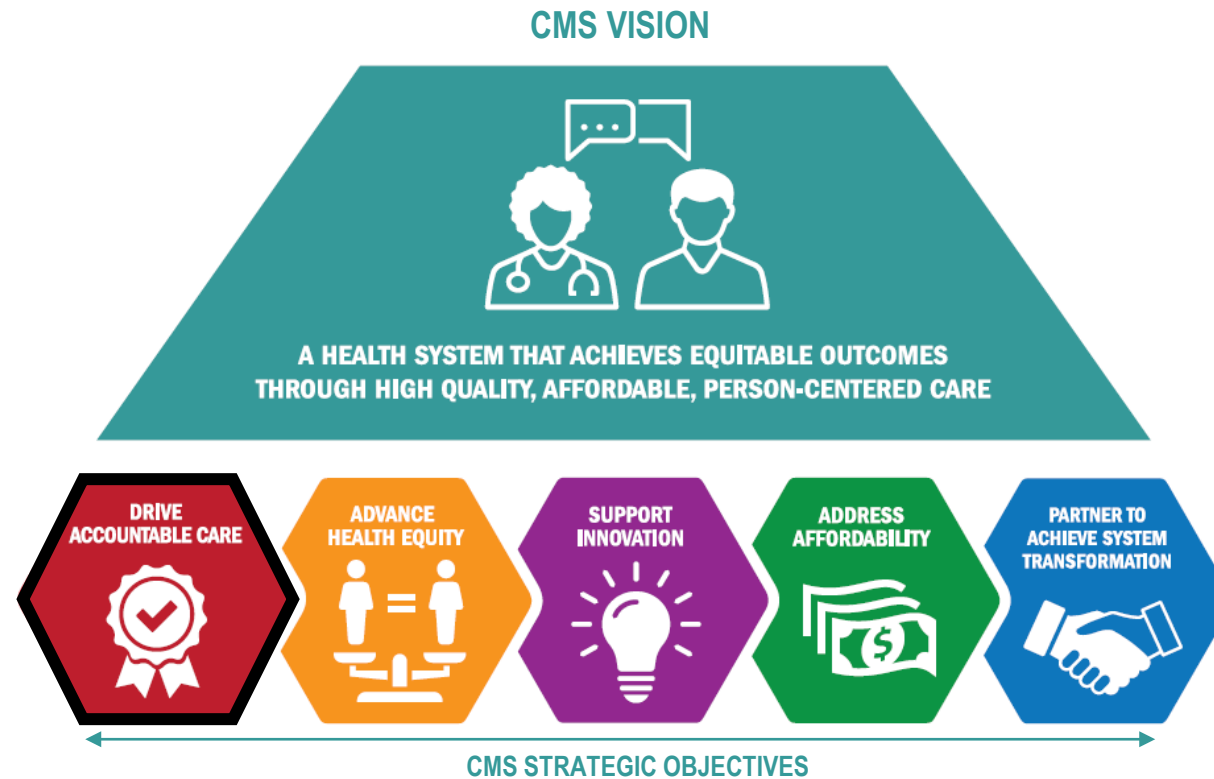 CMS VISION
A HEALTH SYSTEM THAT ACHIEVES EQUITABLE OUTCOMES
THROUGH HIGH QUALITY, AFFORDABLE, PERSON-CENTERED CARE
DRIVE
ACCOUNTABLE CARE
ADVANCE
HEALTH EQUITY
=
SUPPORT
INNOVATION
ADDRESS
AFFORDABILITY
$
PARTNER TO
ACHIEVE SYSTEM
TRANSFORMATION
CMS STRATEGIC OBJECTIVES